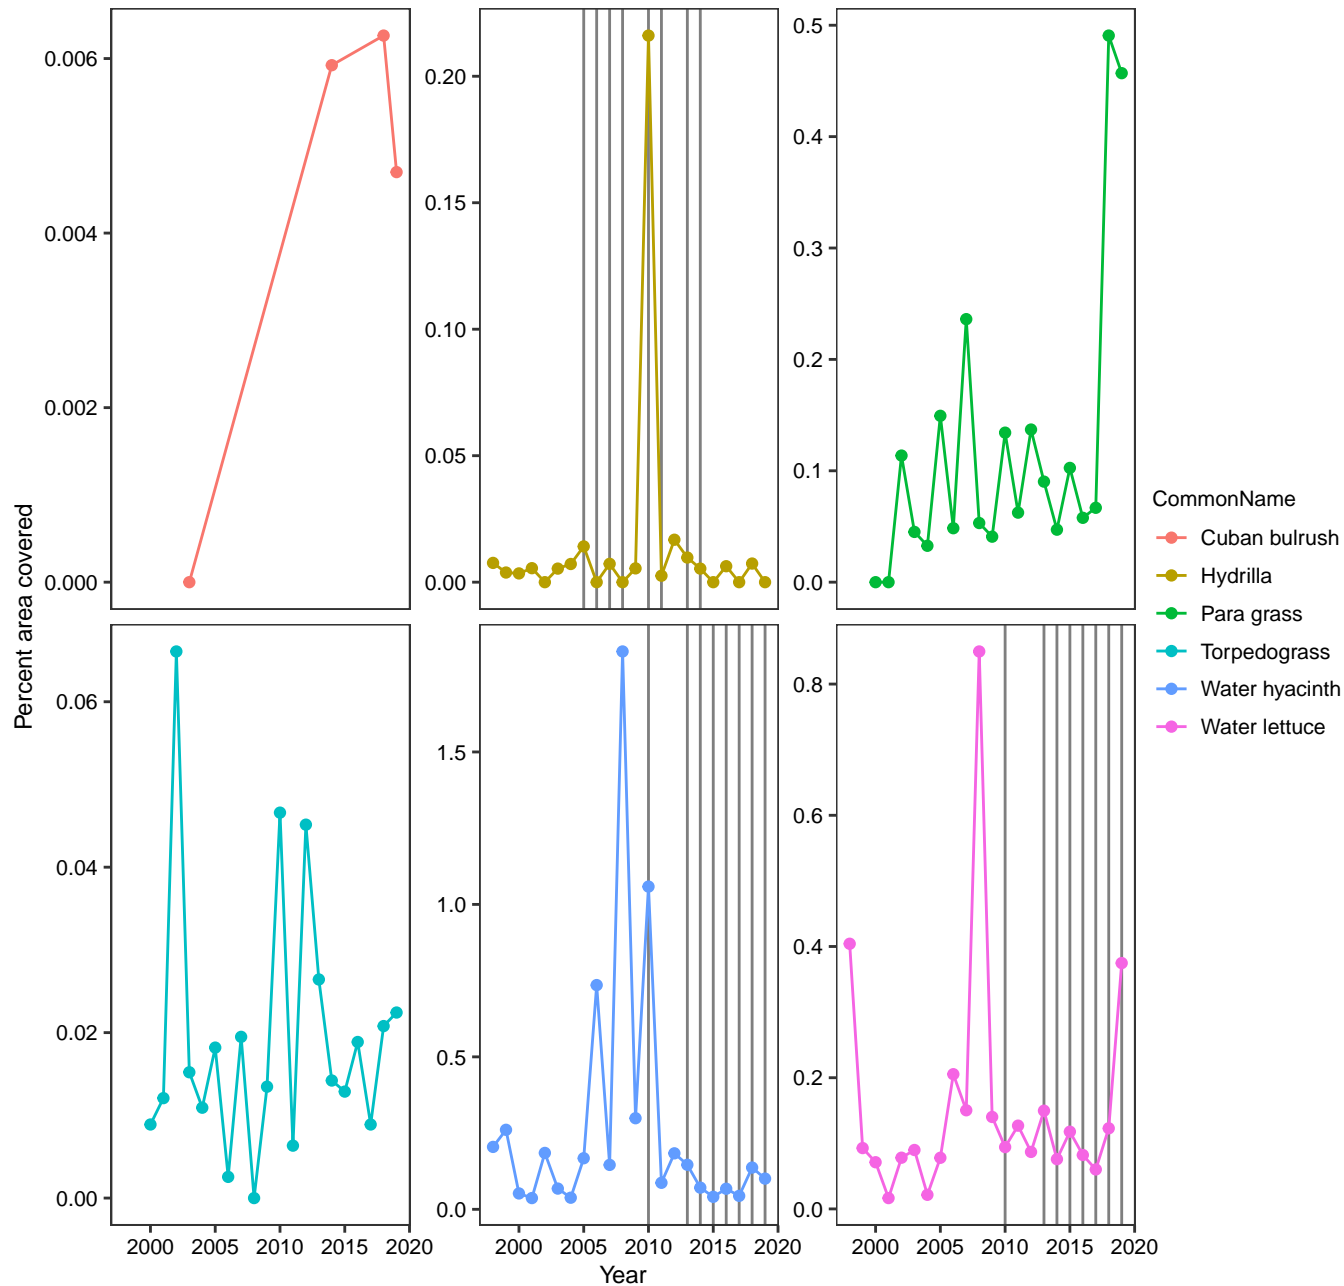 Percent area covered
0.006
0.004
0.002
0.000
0.20
0.15
0.10
0.05
0.00
0.5
0.4
0.3
0.2
0.1
0.0
0.06
0.04
0.02
0.00
1.5
1.0
0.5
0.0
0.8
0.6
0.4
0.2
0.0
2000 2005 2010 2015 2020
2000 2005 2010 2015 2020
2000 2005 2010 2015 2020
Year
CommonName
Cuban bulrush
Hydrilla
Para grass
Torpedograss
Water hyacinth
Water lettuce